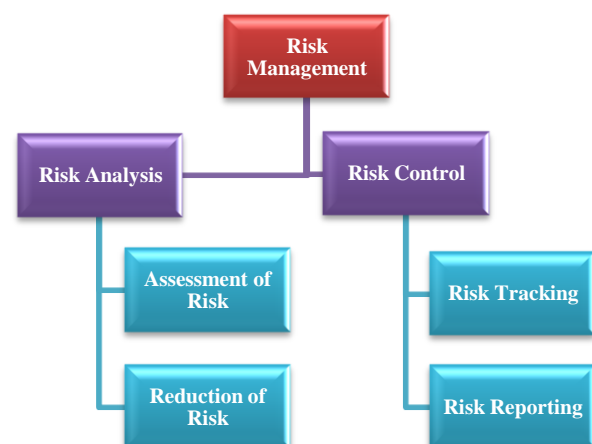 Risk
Management
Risk Analysis
Risk Control
Assessment of
Risk
Risk Tracking
Reduction of
Risk
Risk Reporting